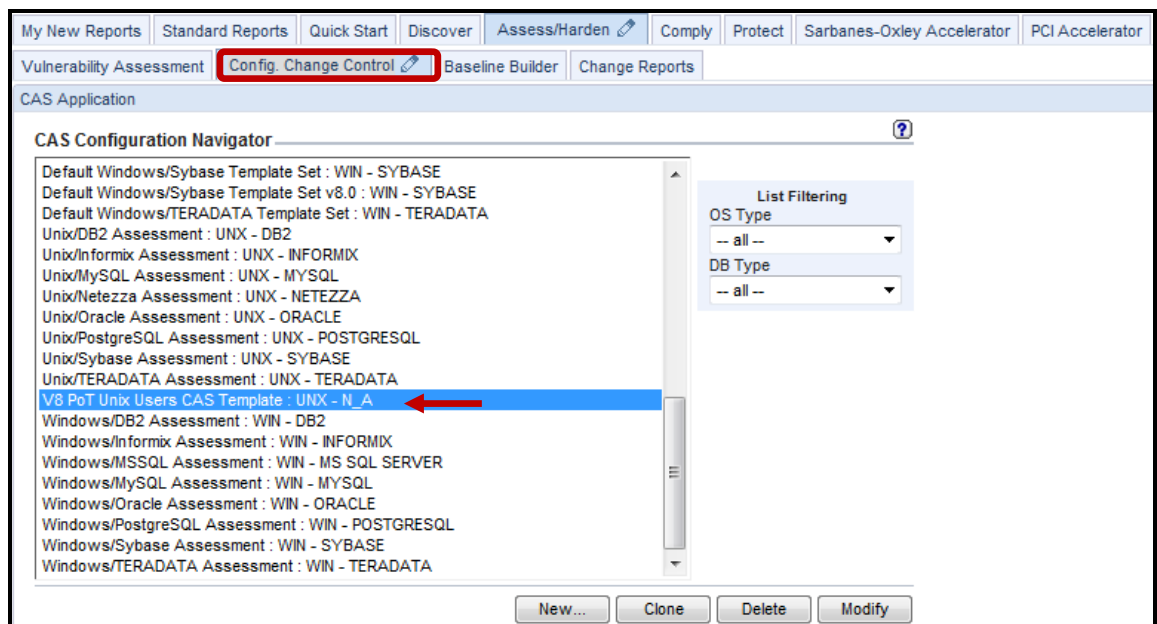 My New Reports Standard Reports Quick Start Discover Assess/Harden Comply Protect Sarbanes-Oxley Accelerator PCI Accelerator
Vulnerability Assessment Config. Change Control Baseline Builder Change Reports
CAS Application
CAS Configuration Navigator ?
Default Windows/Sybase Template Set : WIN - SYBASE
Default Windows/Sybase Template Set v8.0 : WIN - SYBASE
Default Windows/TERADATA Template Set : WIN - TERADATA
Unix/DB2 Assessment : UNX - DB2
Unix/Informix Assessment : UNX - INFORMIX
Unix/MySQL Assessment : UNX - MYSQL
Unix/Netezza Assessment : UNX - NETEZZA
Unix/Oracle Assessment : UNX - ORACLE
Unix/PostgreSQL Assessment : UNX - POSTGRESQL
Unix/Sybase Assessment : UNX - SYBASE
Unix/TERADATA Assessment : UNX - TERADATA
V8 PoT Unix Users CAS Template : UNX - N_A
Windows/DB2 Assessment : WIN - DB2
Windows/Informix Assessment : WIN - INFORMIX
Windows/MSSQL Assessment : WIN - MS SQL SERVER
Windows/MySQL Assessment : WIN - MYSQL
Windows/Oracle Assessment : WIN - ORACLE
Windows/PostgreSQL Assessment : WIN - POSTGRESQL
Windows/Sybase Assessment : WIN - SYBASE
Windows/TERADATA Assessment : WIN - TERADATA
List Filtering
OS Type
-- all --
DB Type
-- all --
New... Clone Delete Modify